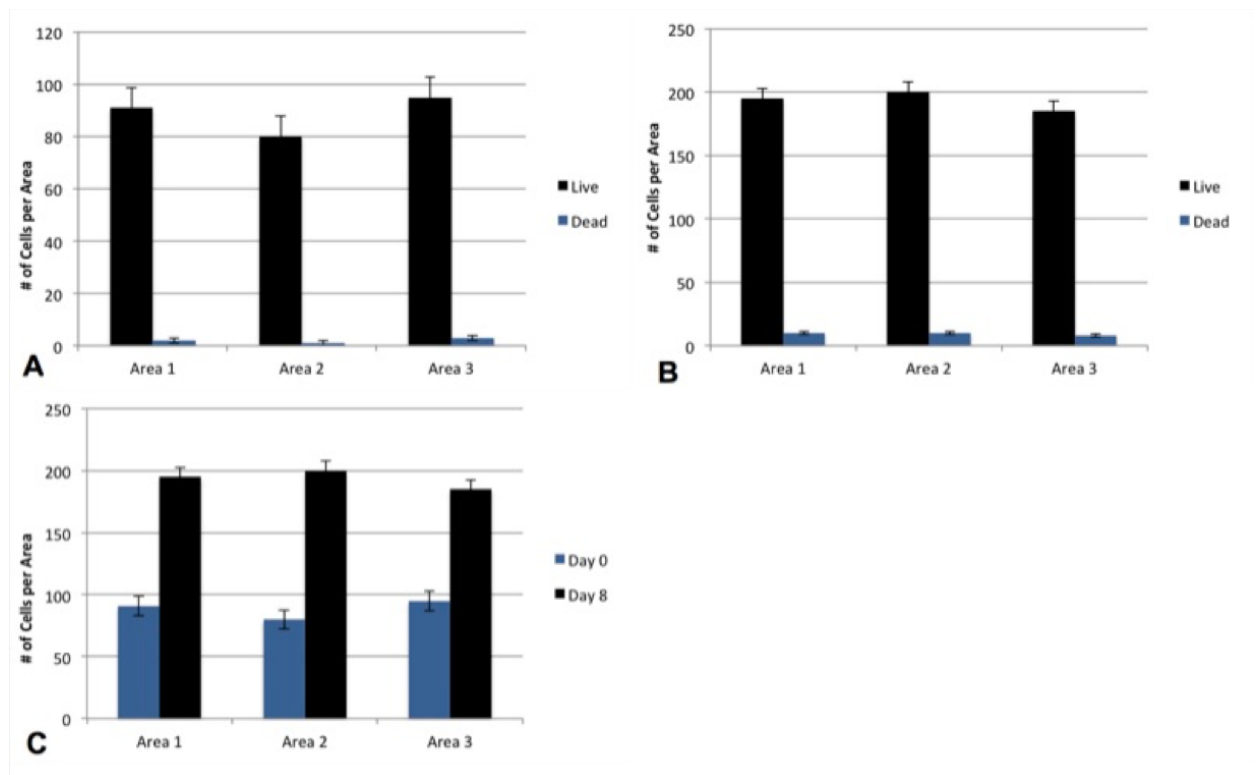 120
100
80
60
40
20
0
# of Cells per Area
Area 1 Area 2 Area 3
Live
Dead
A
250
200
150
100
50
0
# of Cells per Area
Area 1 Area 2 Area 3
Live
Dead
B
250
200
150
100
50
0
# of Cells per Area
Area 1 Area 2 Area 3
Day 0
Day 8
C